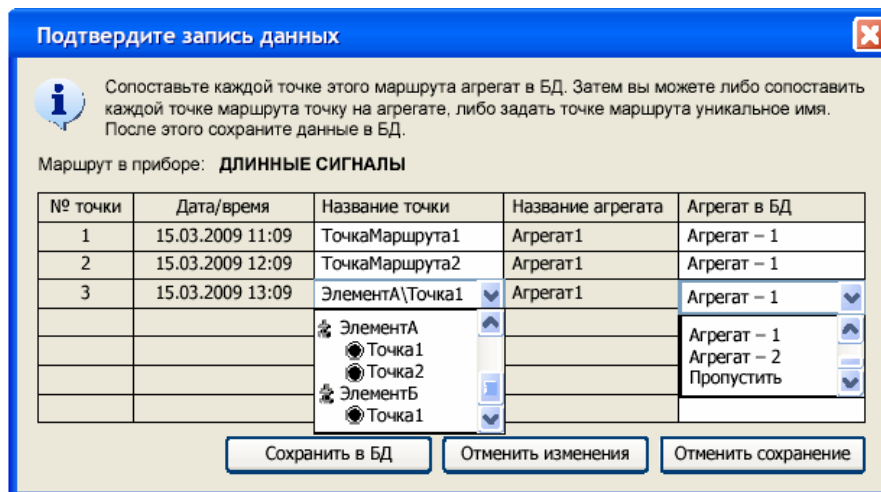 Подтвердите запись данных
Сопоставьте каждой точке этого маршрута агрегат в БД. Затем вы можете либо сопоставить
каждой точке маршрута точку на агрегате, либо задать точке маршрута уникальное имя.
После этого сохраните данные в БД.
Маршрут в приборе: ДЛИННЫЕ СИГНАЛЫ
№ точки Дата/время Название точки Название агрегата Агрегат в БД
1 15.03.2009 11:09 ТочкаМаршрута1 Агрегат1 Агрегат – 1
2 15.03.2009 12:09 ТочкаМаршрута2 Агрегат1 Агрегат – 1
3 15.03.2009 13:09 ЭлементА\Точка1 Агрегат1 Агрегат – 1
ЭлементА
Точка1
Точка2
ЭлементБ
Точка1
Агрегат – 1
Агрегат – 2
Пропустить
Сохранить в БД Отменить изменения Отменить сохранение